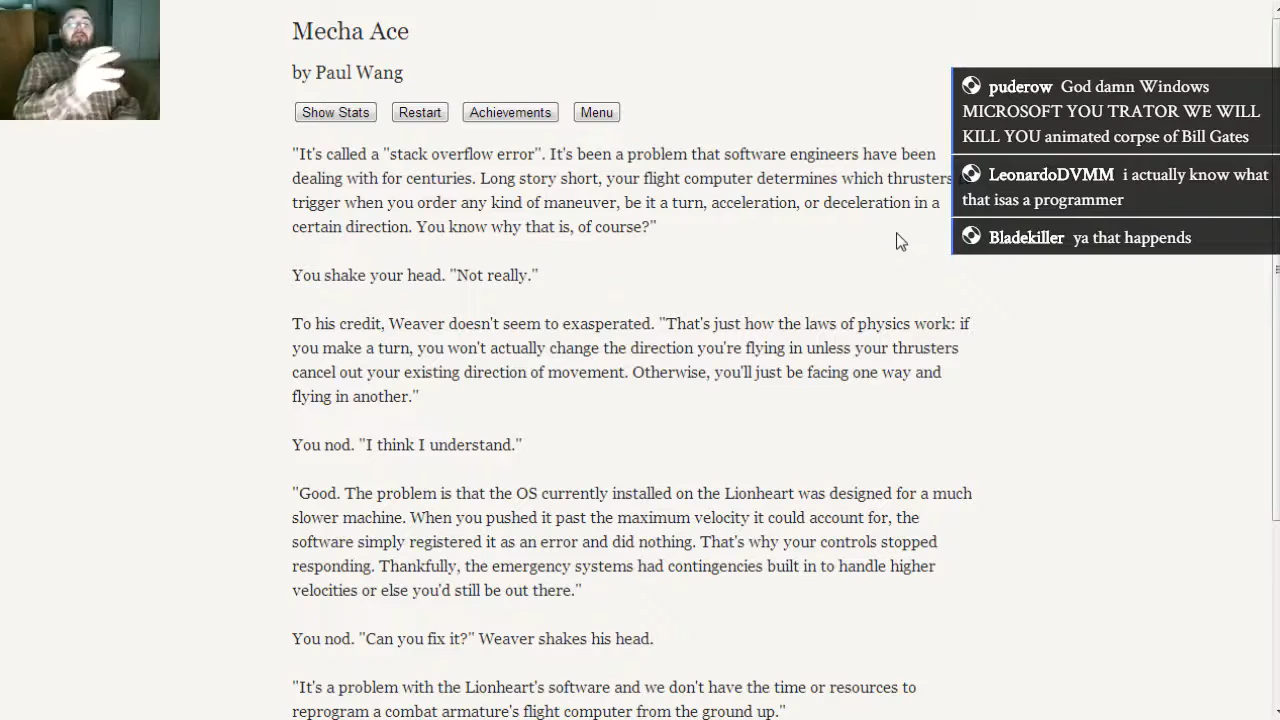 Mecha Ace
by Paul Wang
Show Stats Restart Achievements Menu
"It's called a "stack overflow error". It's been a problem that software engineers have been
dealing with for centuries. Long story short, your flight computer determines which thrusters
trigger when you order any kind of maneuver, be it a turn, acceleration, or deceleration in a
certain direction. You know why that is, of course?"
You shake your head. "Not really."
To his credit, Weaver doesn't seem to exasperated. "That's just how the laws of physics work: if
you make a turn, you won't actually change the direction you're flying in unless your thrusters
cancel out your existing direction of movement. Otherwise, you'll just be facing one way and
flying in another."
You nod. "I think I understand."
"Good. The problem is that the OS currently installed on the Lionheart was designed for a much
slower machine. When you pushed it past the maximum velocity it could account for, the
software simply registered it as an error and did nothing. That's why your controls stopped
responding. Thankfully, the emergency systems had contingencies built in to handle higher
velocities or else you'd still be out there."
You nod. "Can you fix it?" Weaver shakes his head.
"It's a problem with the Lionheart's software and we don't have the time or resources to
reprogram a combat armature's flight computer from the ground up."
puderow God damn Windows
MICROSOFT YOU TRATOR WE WILL
KILL YOU animated corpse of Bill Gates
LeonardoDVMM i actually know what
that isas a programmer
Bladekiller ya that happends